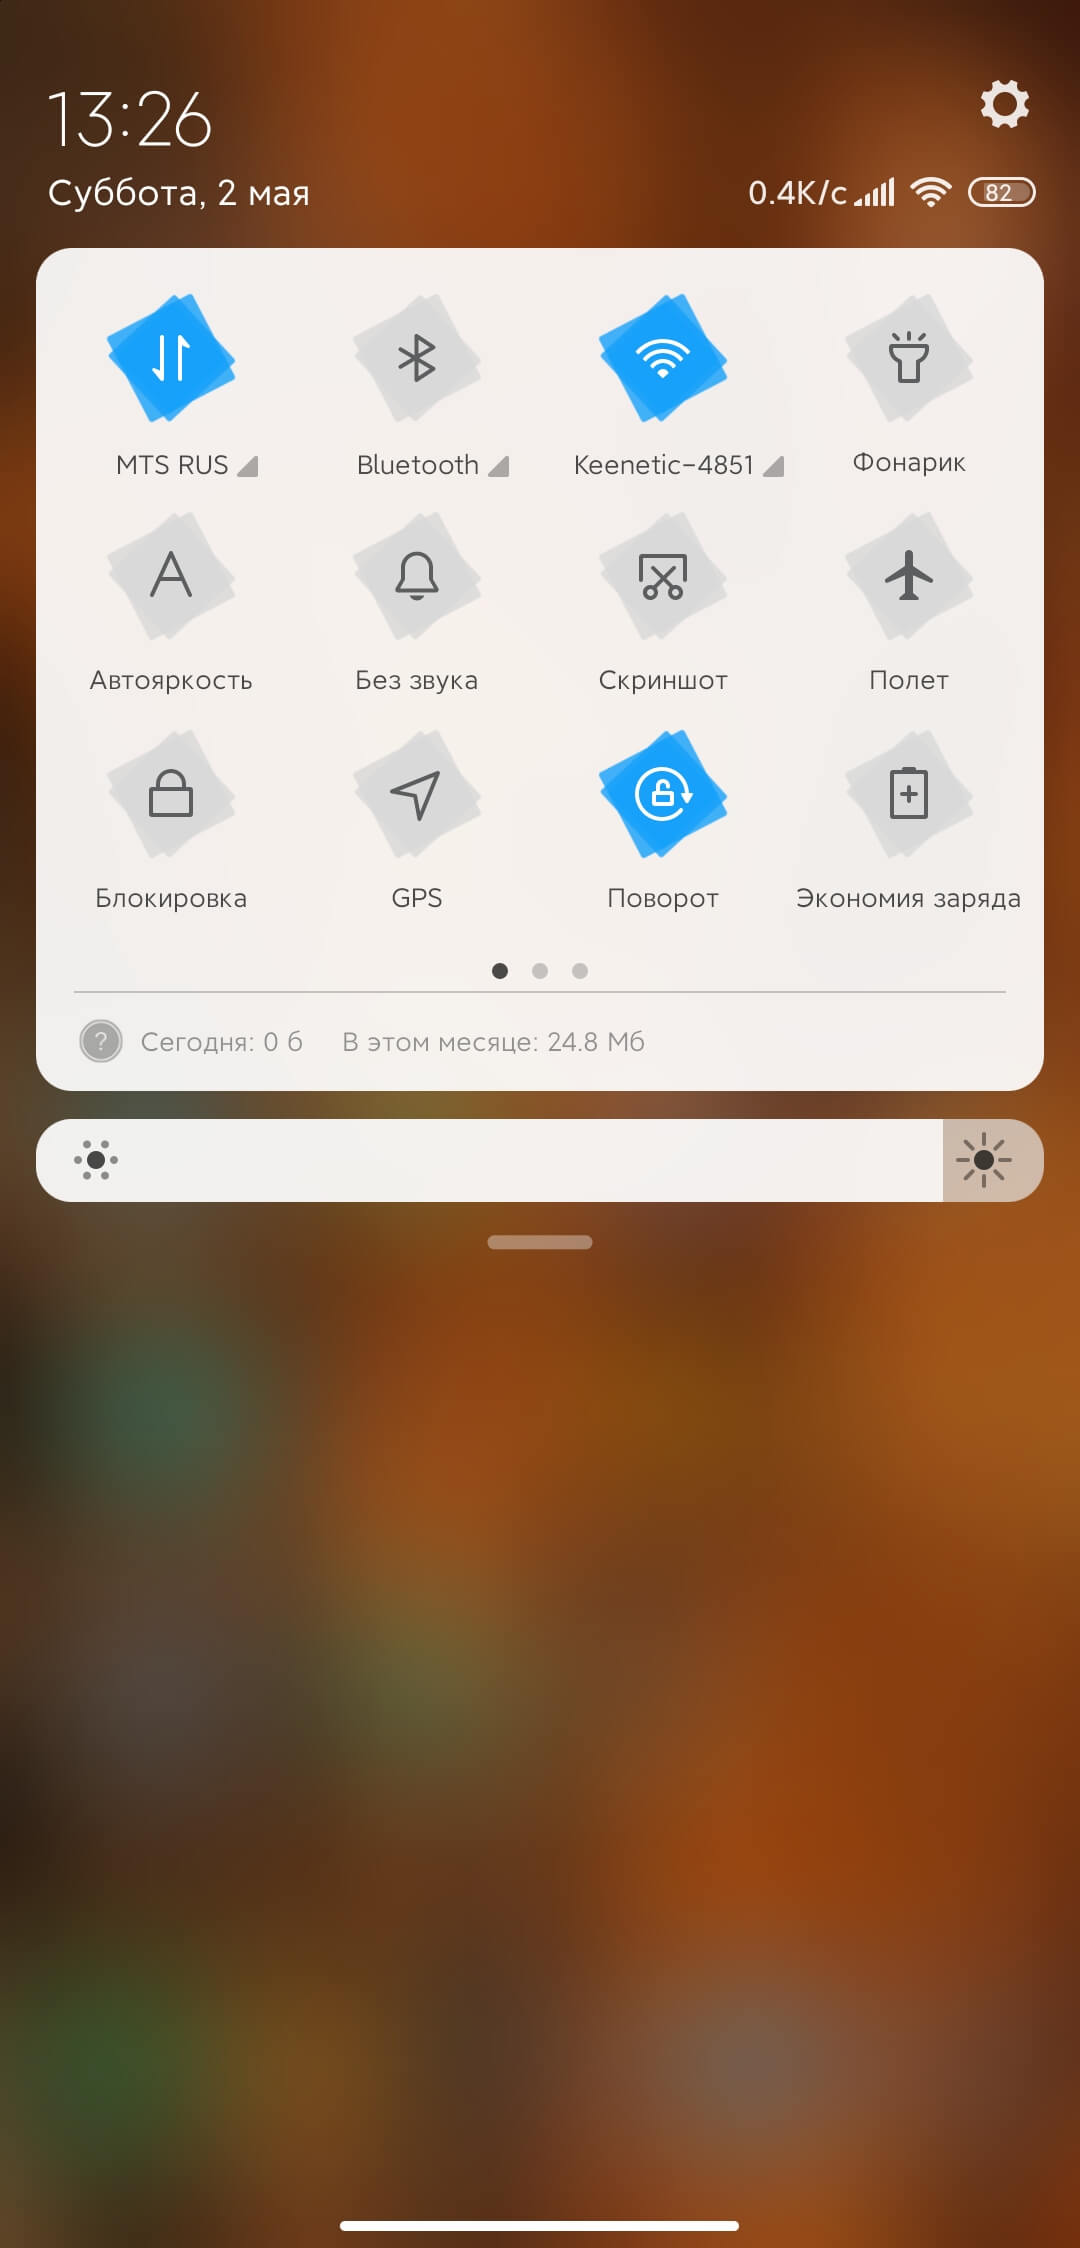 13:26
Суббота, 2 мая
0.4K/c 82
MTS RUS Bluetooth Keenetic-4851 Фонарик
Автояркость Без звука Скриншот Полет
Блокировка GPS Поворот Экономия заряда
? Сегодня: 0 б В этом месяце: 24.8 Мб